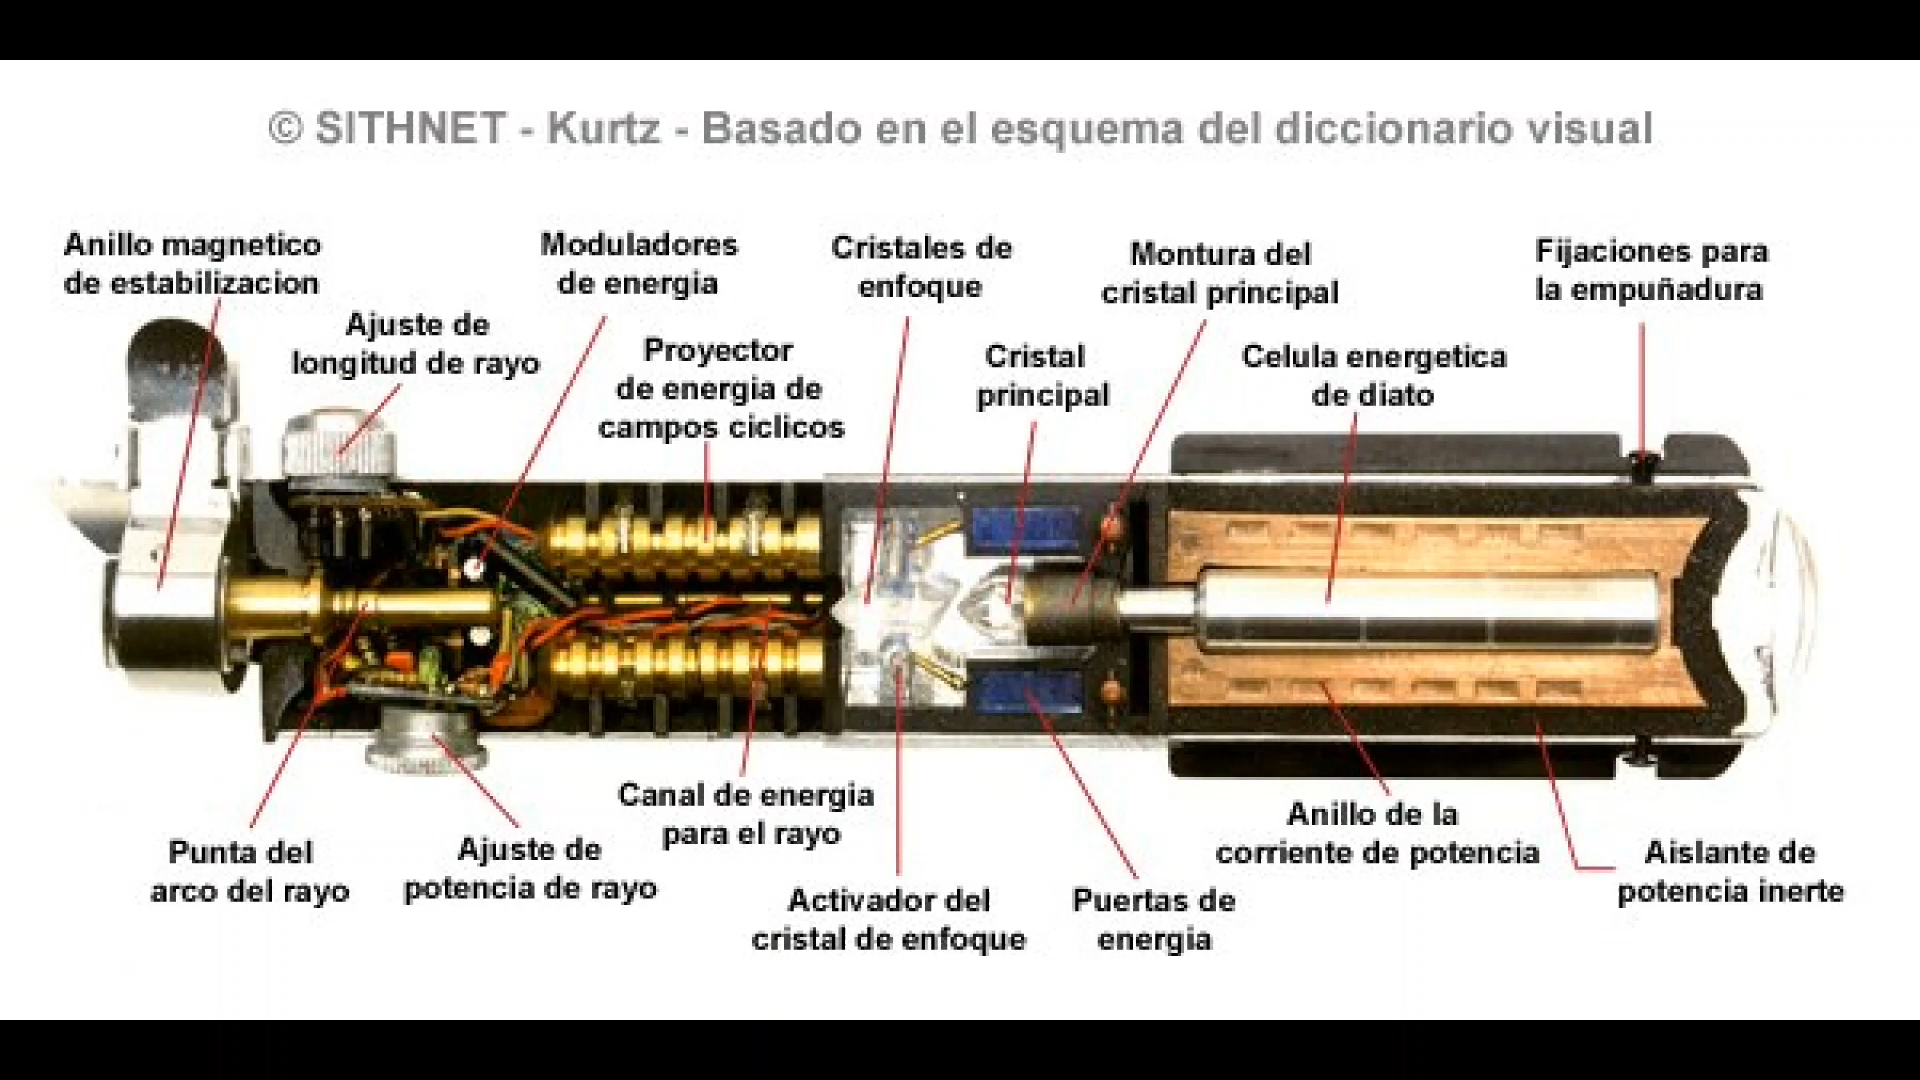 © SITHNET - Kurtz - Basado en el esquema del diccionario visual
Anillo magnetico
de estabilizacion
Ajuste de
longitud de rayo
Moduladores
de energia
Proyector
de energia de
campos ciclicos
Cristales de
enfoque
Cristal
principal
Montura del
cristal principal
Celula energetica
de diato
Fijaciones para
la empuñadura
Punta del
arco del rayo
Ajuste de
potencia de rayo
Canal de energia
para el rayo
Activador del
cristal de enfoque
Puertas de
energia
Anillo de la
corriente de potencia
Aislante de
potencia inerte